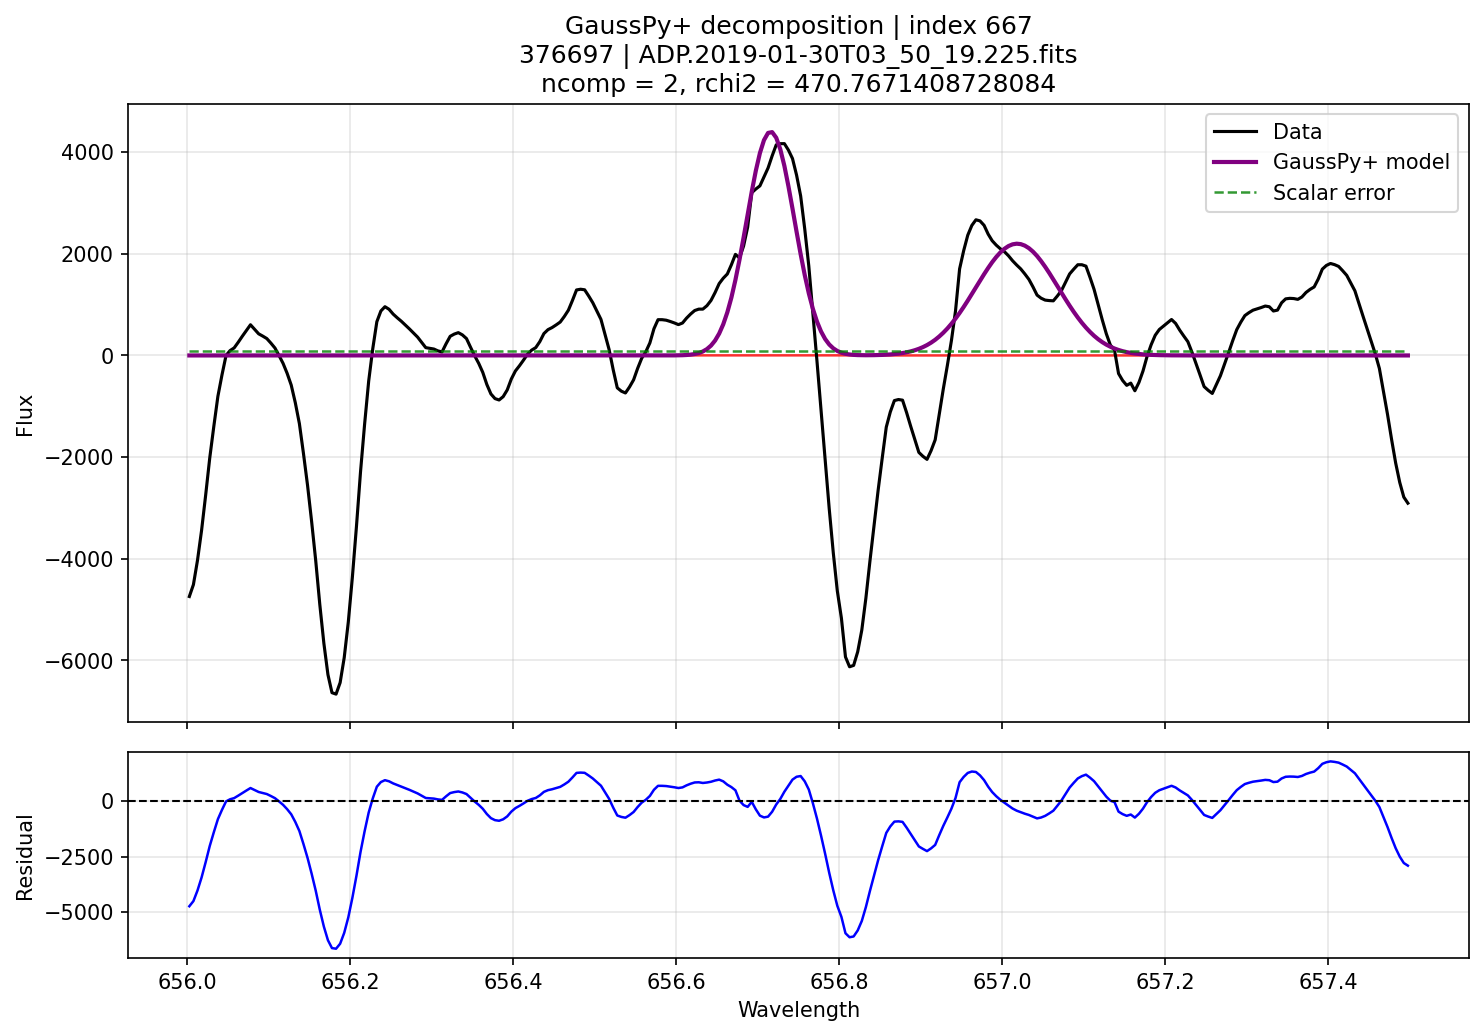 GaussPy+ decomposition | index 667
376697 | ADP.2019-01-30T03_50_19.225.fits
ncomp = 2, rchi2 = 470.7671408728084
Data
GaussPy+ model
Scalar error
Flux
4000
2000
0
−2000
−4000
−6000
Residual
0
−2500
−5000
656.0
656.2
656.4
656.6
656.8
657.0
657.2
657.4
Wavelength